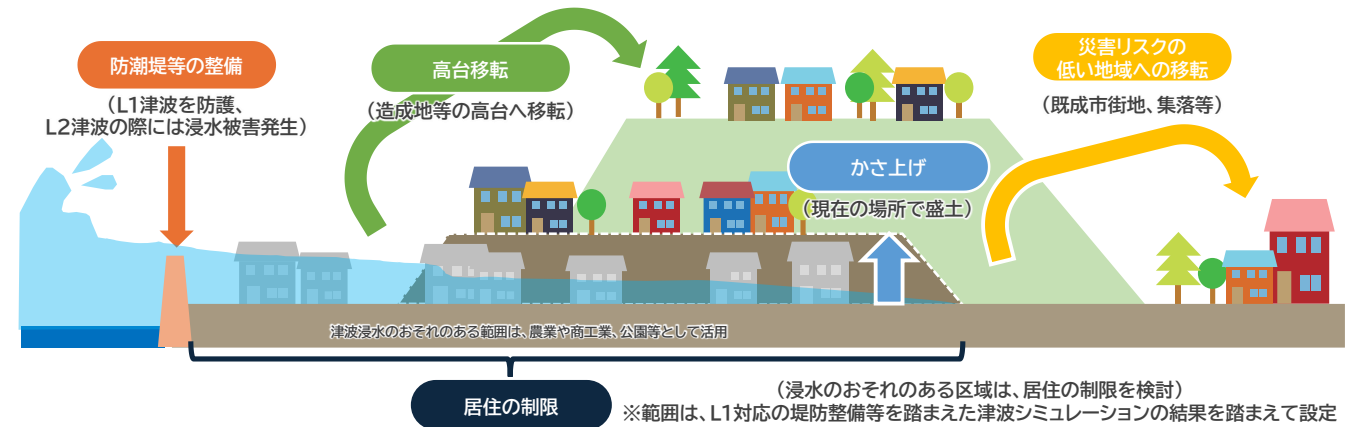 防潮堤等の整備
(L1津波を防護、
L2津波の際には浸水被害発生)
高台移転
(造成地等の高台へ移転)
災害リスクの
低い地域への移転
(既成市街地、集落等)
かさ上げ
(現在の場所で盛土)
津波浸水のおそれのある範囲は、農業や商工業、公園等として活用
居住の制限
(浸水のおそれのある区域は、居住の制限を検討)
※範囲は、L1対応の堤防整備等を踏まえた津波シミュレーションの結果を踏まえて設定